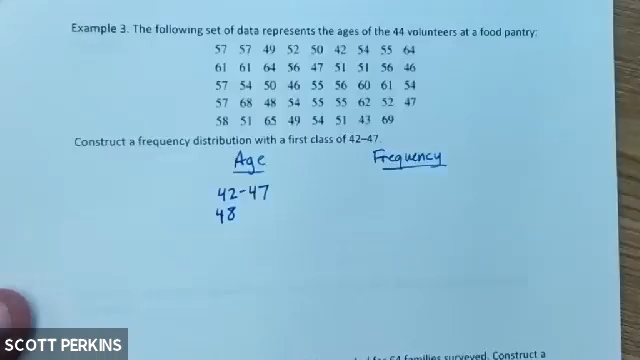 Example 3. The following set of data represents the ages of the 44 volunteers at a food pantry:
57 57 49 52 50 42 54 55 64
61 61 64 56 47 51 51 56 46
57 54 50 46 55 56 60 61 54
57 68 48 54 55 55 62 52 47
58 51 65 49 54 51 43 69
Construct a frequency distribution with a first class of 42–47.
Age Frequency
42-47
48
64 families surveyed. Construct a
SCOTT PERKINS